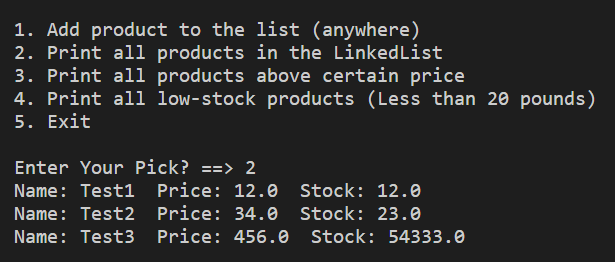 1. Add product to the list (anywhere)
2. Print all products in the LinkedList
3. Print all products above certain price
4. Print all low-stock products (Less than 20 pounds)
5. Exit
Enter Your Pick? ==> 2
Name: Test1  Price: 12.0  Stock: 12.0
Name: Test2  Price: 34.0  Stock: 23.0
Name: Test3  Price: 456.0  Stock: 54333.0